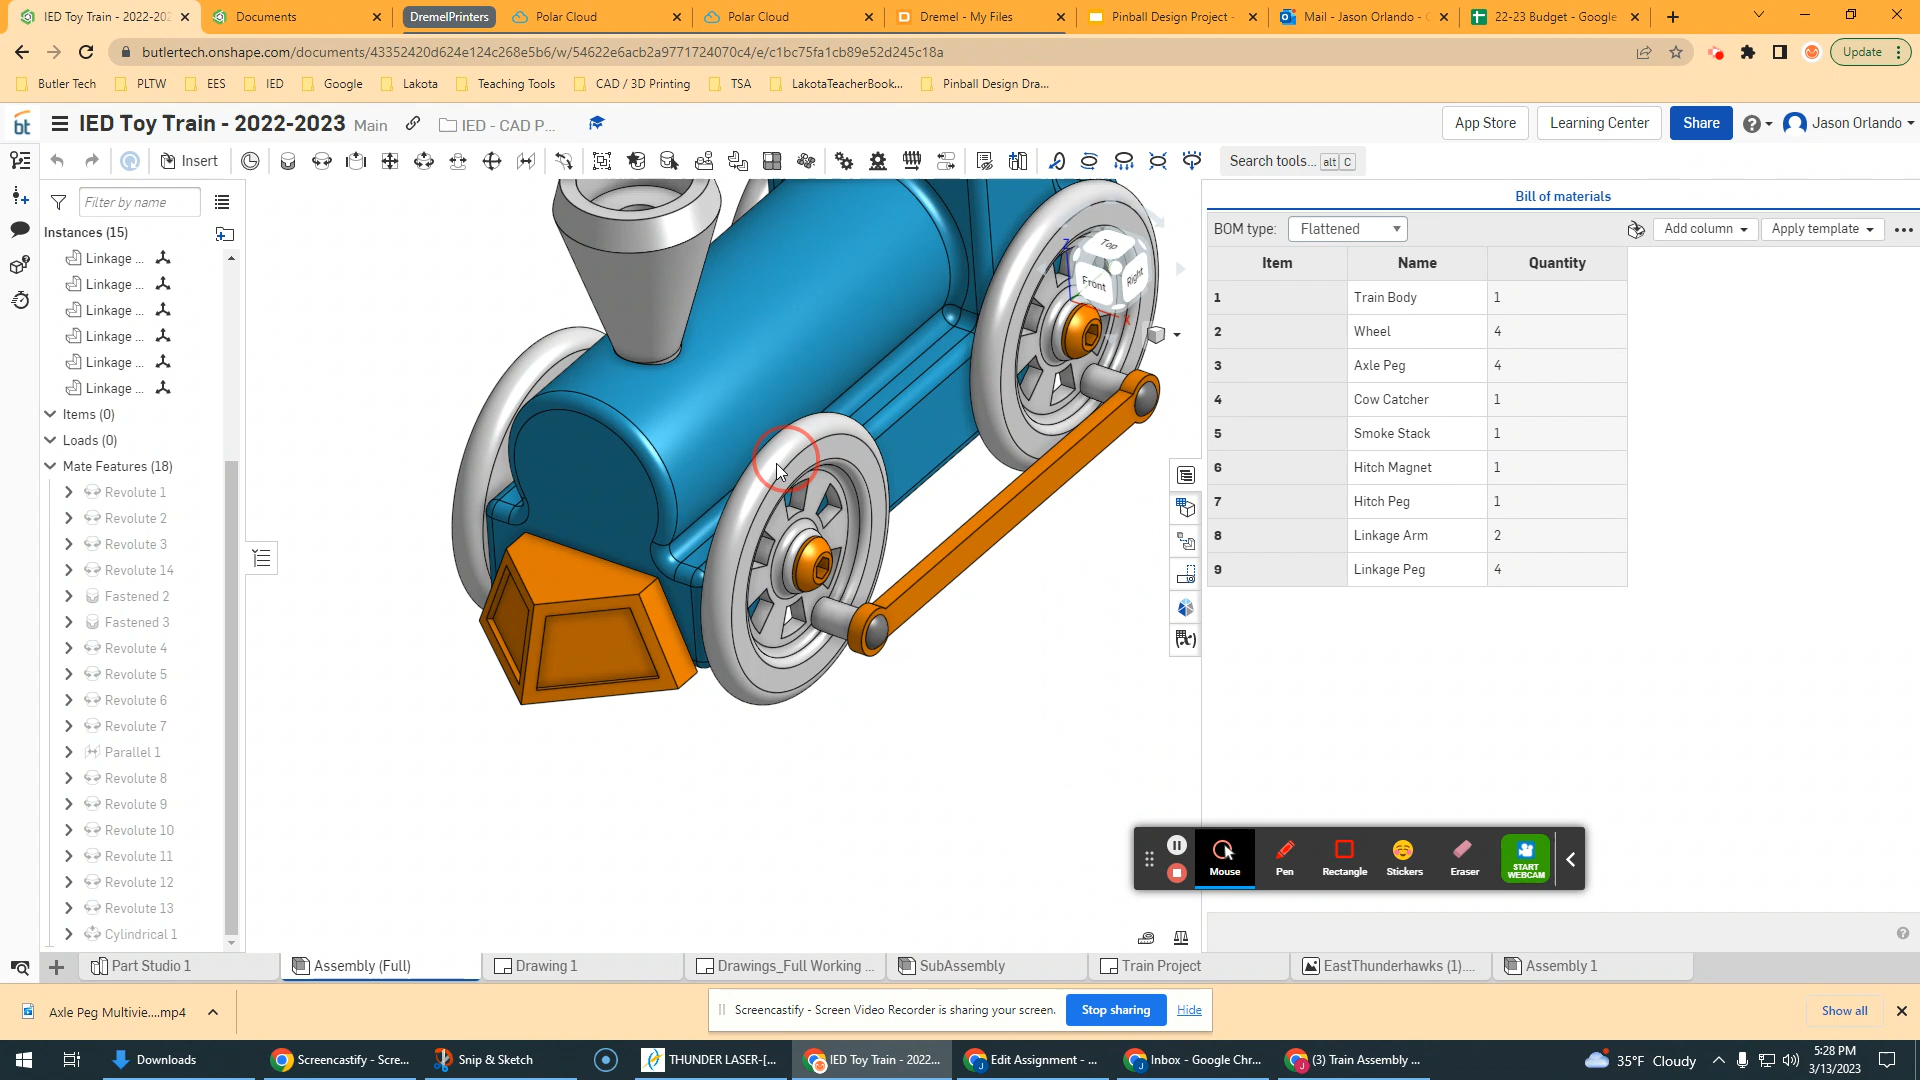 IED Toy Train - 2022-202
Documents
DremelPrinters
Polar Cloud
Polar Cloud
Dremel - My Files
Pinball Design Project -
Mail - Jason Orlando -
22-23 Budget - Google
butlertech.onshape.com/documents/43352420d624e124c268e5b6/w/54622e6acb2a9771724070c4/e/c1bc75fa1cb89e52d245c18a
Update
Butler Tech
PLTW
EES
IED
Google
Lakota
Teaching Tools
CAD / 3D Printing
TSA
LakotaTeacherBook...
Pinball Design Dra...
bt
IED Toy Train - 2022-2023 Main
IED - CAD P...
App Store
Learning Center
Share
Jason Orlando
Insert
Search tools... alt C
Filter by name
Instances (15)
Linkage ...
Linkage ...
Linkage ...
Linkage ...
Linkage ...
Linkage ...
Items (0)
Loads (0)
Mate Features (18)
Revolute 1
Revolute 2
Revolute 3
Revolute 14
Fastened 2
Fastened 3
Revolute 4
Revolute 5
Revolute 6
Revolute 7
Parallel 1
Revolute 8
Revolute 9
Revolute 10
Revolute 11
Revolute 12
Revolute 13
Cylindrical 1
Top
Front
Right
Z
X
Bill of materials
BOM type: Flattened
Add column
Apply template
Item Name Quantity
1 Train Body 1
2 Wheel 4
3 Axle Peg 4
4 Cow Catcher 1
5 Smoke Stack 1
6 Hitch Magnet 1
7 Hitch Peg 1
8 Linkage Arm 2
9 Linkage Peg 4
Mouse
Pen
Rectangle
Stickers
Eraser
START
WEBCAM
Part Studio 1
Assembly (Full)
Drawing 1
Drawings_Full Working ...
SubAssembly
Train Project
EastThunderhawks (1)....
Assembly 1
Axle Peg Multivie....mp4
Screencastify - Screen Video Recorder is sharing your screen.
Stop sharing
Hide
Show all
Downloads
Screencastify - Scre...
Snip & Sketch
THUNDER LASER-[...
IED Toy Train - 2022...
Edit Assignment - ...
Inbox - Google Chr...
(3) Train Assembly ...
35°F Cloudy
5:28 PM
3/13/2023